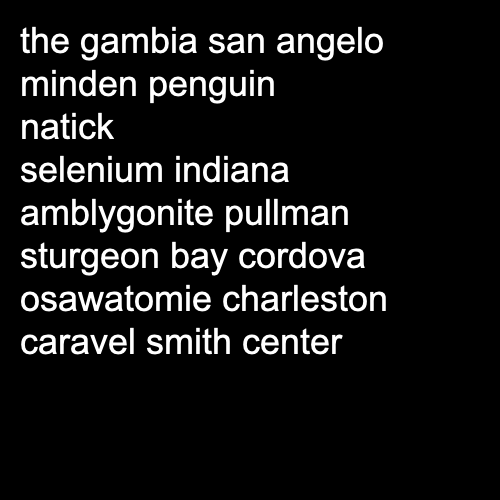 the gambia san angelo
minden penguin
natick
selenium indiana
amblygonite pullman
sturgeon bay cordova
osawatomie charleston
caravel smith center